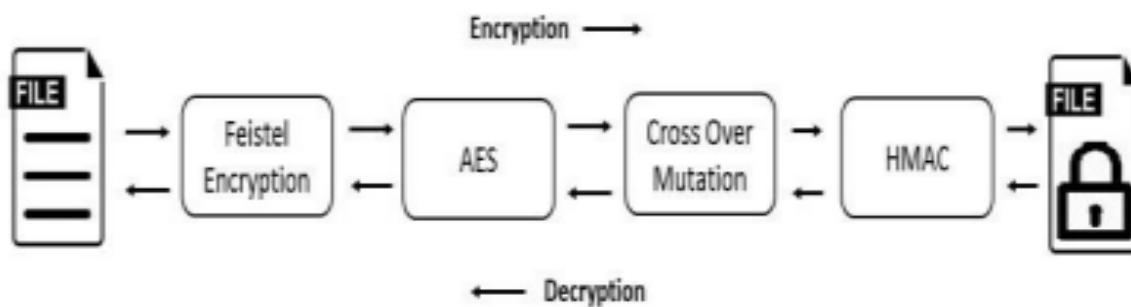 Encryption
FILE
Feistel
Encryption
AES
Cross Over
Mutation
HMAC
FILE
Decryption